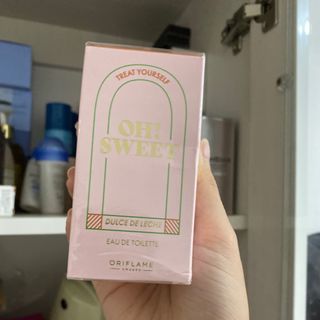 TREAT YOURSELF
OH!
SWEET
DULCE DE LECHE
EAU DE TOILETTE
ORIFLAME
SWEDEN